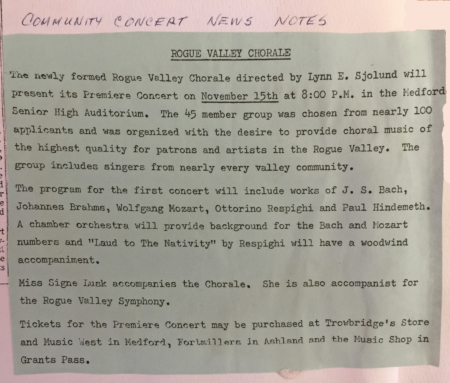 COMMUNITY CONCERT NEWS NOTES
ROGUE VALLEY CHORALE
The newly formed Rogue Valley Chorale directed by Lynn E. Sjolund will
present its Premiere Concert on November 15th at 8:00 P.M. in the Medford
Senior High Auditorium. The 45 member group was chosen from nearly 100
applicants and was organized with the desire to provide choral music of
the highest quality for patrons and artists in the Rogue Valley. The
group includes singers from nearly every valley community.
The program for the first concert will include works of J. S. Bach,
Johannes Brahms, Wolfgang Mozart, Ottorino Respighi and Paul Hindemeth.
A chamber orchestra will provide background for the Bach and Mozart
numbers and "Laud to The Nativity" by Respighi will have a woodwind
accompaniment.
Miss Signe Lunk accompanies the Chorale. She is also accompanist for
the Rogue Valley Symphony.
Tickets for the Premiere Concert may be purchased at Trowbridge's Store
and Music West in Medford, Fortmillers in Ashland and the Music Shop in
Grants Pass.